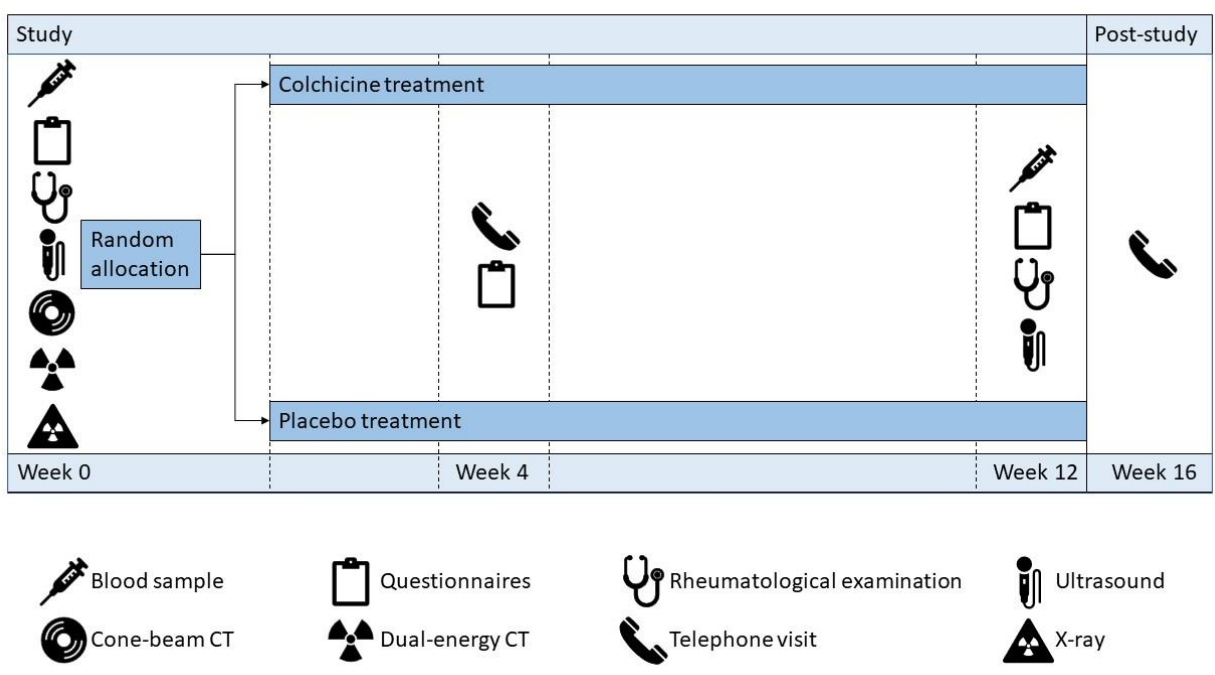 Study
Post-study
Colchicine treatment
Random
allocation
Placebo treatment
Week 0
Week 4
Week 12
Week 16
Blood sample
Questionnaires
Rheumatological examination
Ultrasound
Cone-beam CT
Dual-energy CT
Telephone visit
X-ray